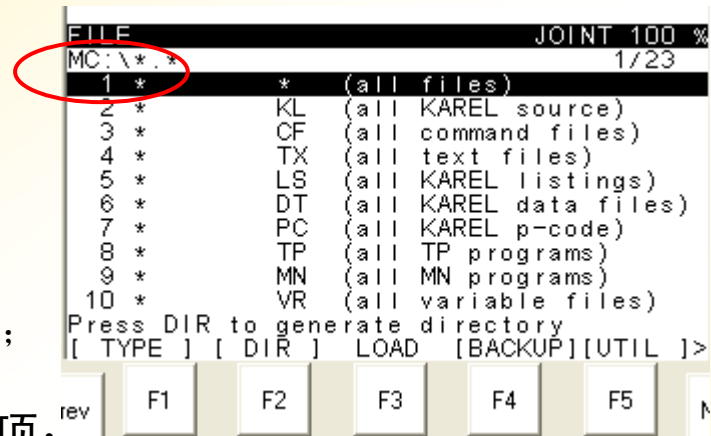 FILE JOINT 100 %
MC:\*.* 1/23
1 * * (all files)
2 * KL (all KAREL source)
3 * CF (all command files)
4 * TX (all text files)
5 * LS (all KAREL listings)
6 * DT (all KAREL data files)
7 * PC (all KAREL p-code)
8 * TP (all TP programs)
9 * MN (all MN programs)
10 * VR (all variable files)
Press DIR to generate directory
；
[ TYPE ] [ DIR ] LOAD [BACKUP][UTIL ]>
rev F1 F2 F3 F4 F5
页，